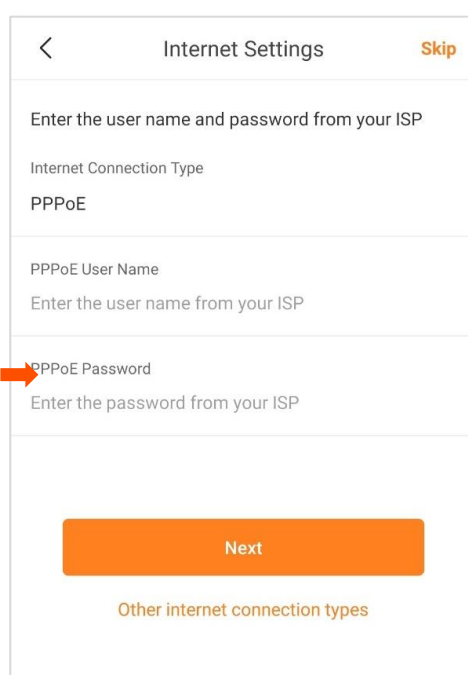 Internet Settings
Skip
Enter the user name and password from your ISP
Internet Connection Type
PPPoE
PPPoE User Name
Enter the user name from your ISP
PPPoE Password
Enter the password from your ISP
Next
Other internet connection types